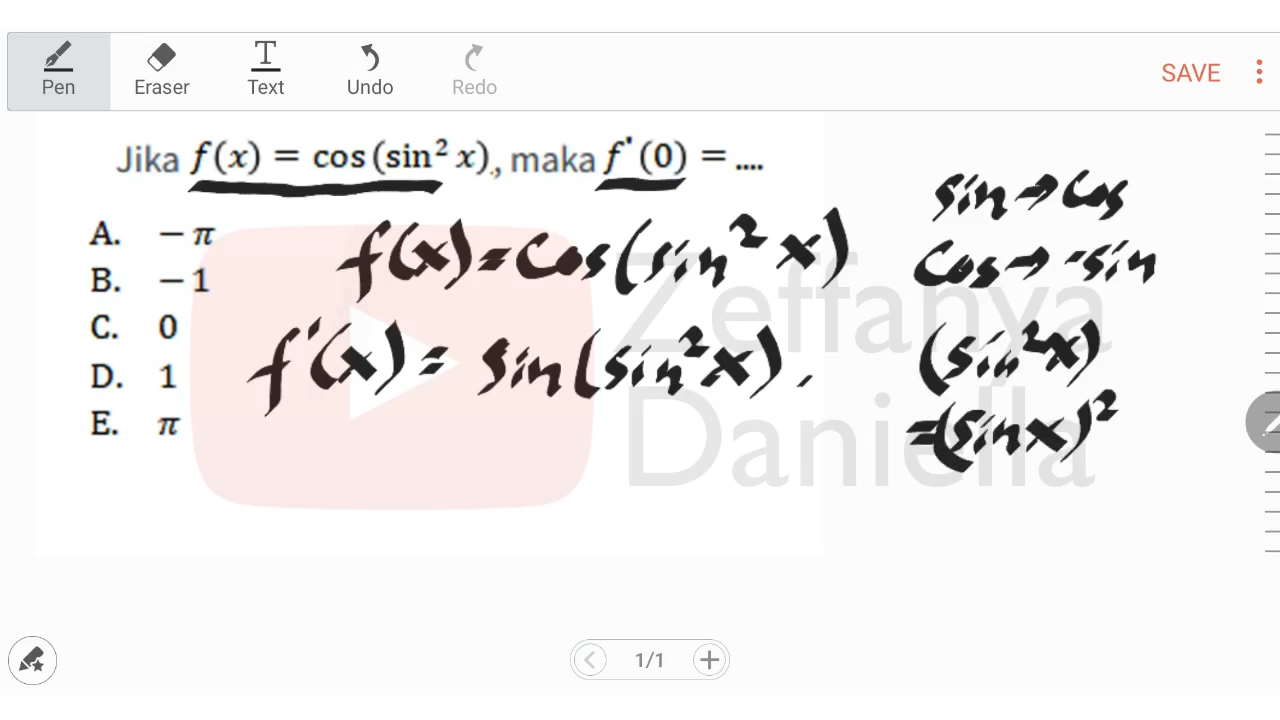 Pen Eraser Text Undo Redo SAVE
Jika f(x) = cos (sin² x), maka f'(0) = ....
A. −π
B. −1
C. 0
D. 1
E. π
f(x)=cos(sin² x)
f'(x)= sin(sin²x).
sin→cos
cos→-sin
(sin²x)
=(sinx)²
Zeffanya
Daniella
1/1